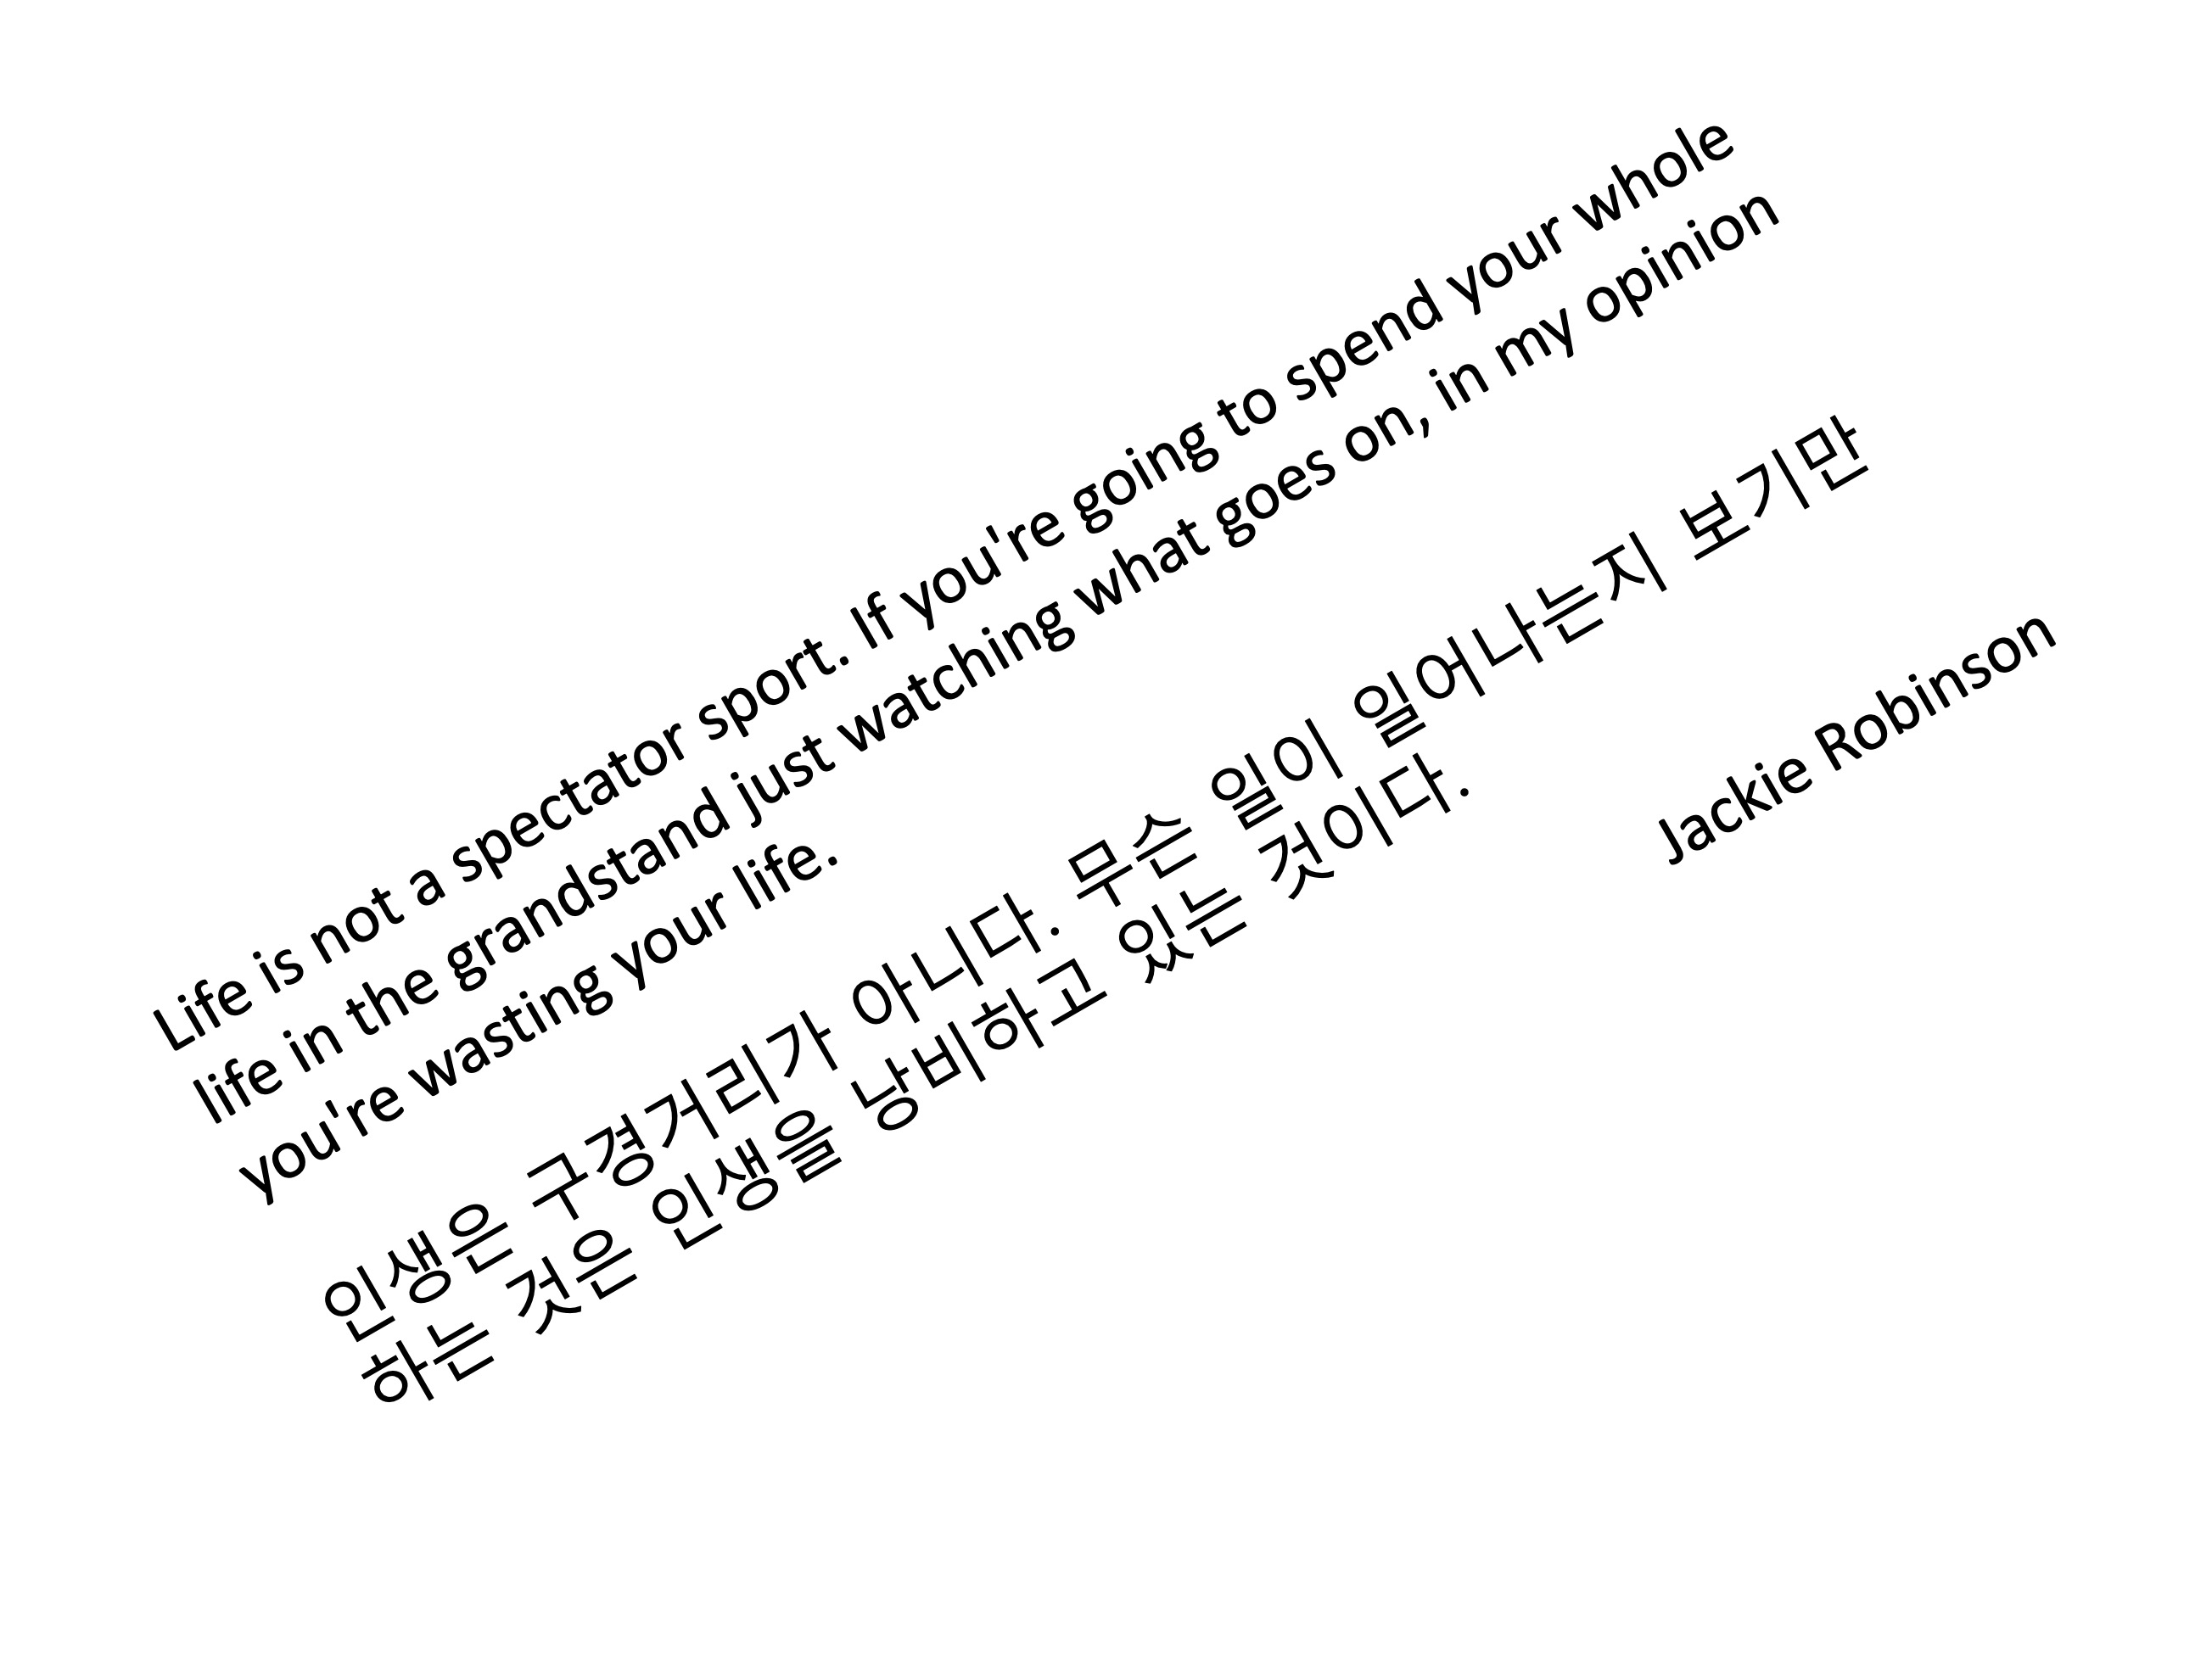 Life is not a spectator sport. If you're going to spend your whole
life in the grandstand just watching what goes on, in my opinion
you're wasting your life.
인생은 구경거리가 아니다. 무슨 일이 일어나는지 보기만
하는 것은 인생을 낭비하고 있는 것이다.
Jackie Robinson